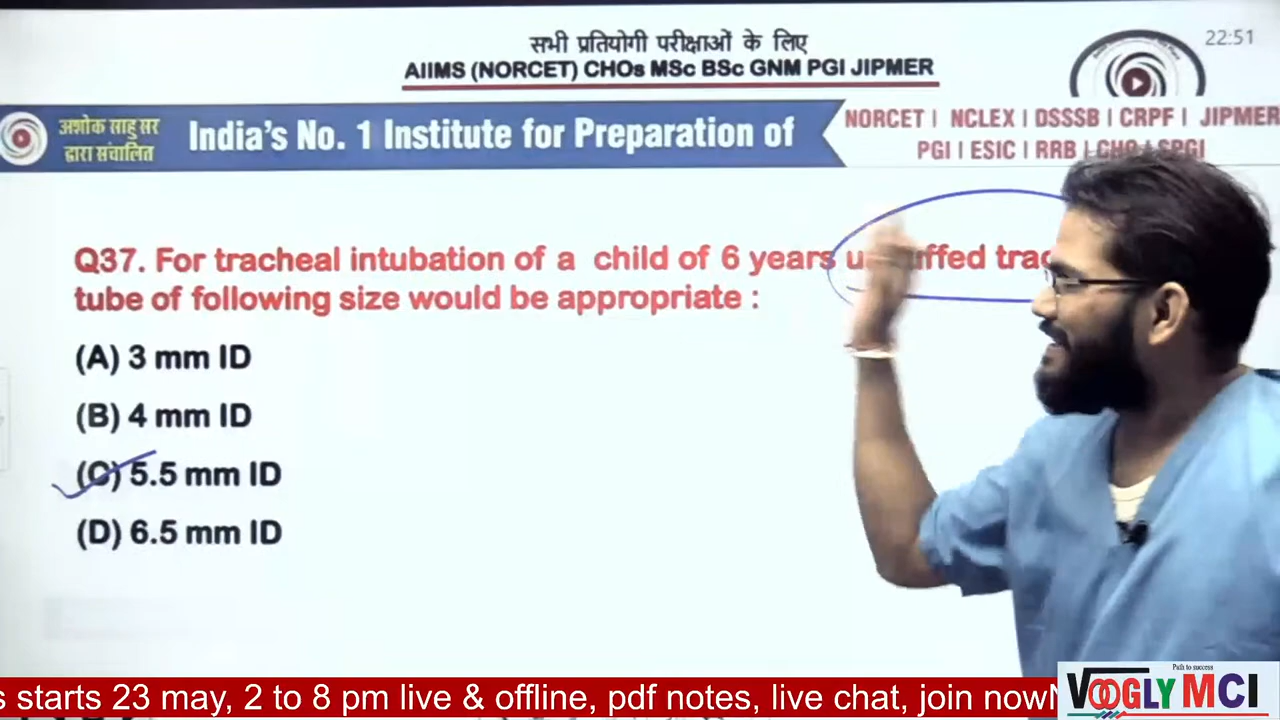 सभी प्रतियोगी परीक्षाओं के लिए
22:51
AIIMS (NORCET) CHOs MSc BSc GNM PGI JIPMER
अशोक साहु सर
द्वारा संचालित
India's No. 1 Institute for Preparation of
NORCET I NCLEX I DSSSB I CRPF I JIPMER
PGI I ESIC I RRB I CHO I SPGI
Q37. For tracheal intubation of a child of 6 years
tube of following size would be appropriate :
(A) 3 mm ID
(B) 4 mm ID
(C) 5.5 mm ID
(D) 6.5 mm ID
Path to success
VOOGLY MCI
s starts 23 may, 2 to 8 pm live & offline, pdf notes, live chat, join now